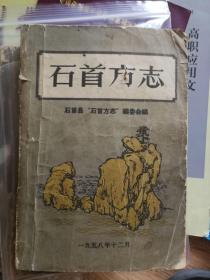 石首方志
石首县“石首方志”编委会编
一九五八年十二月
高职应用文